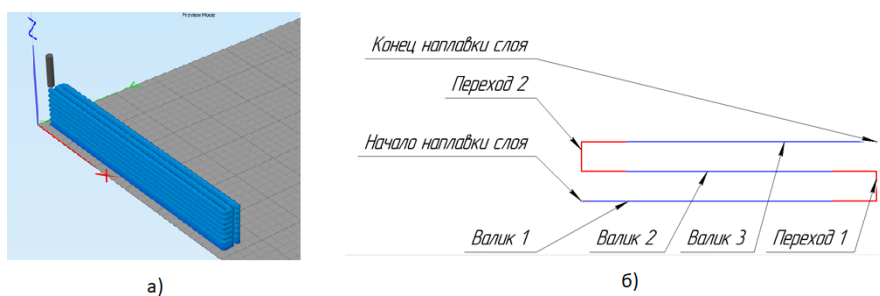 Preview Mode
Z
X
Конец наплавки слоя
Переход 2
Начало наплавки слоя
Валик 1
Валик 2
Валик 3
Переход 1
а)
б)